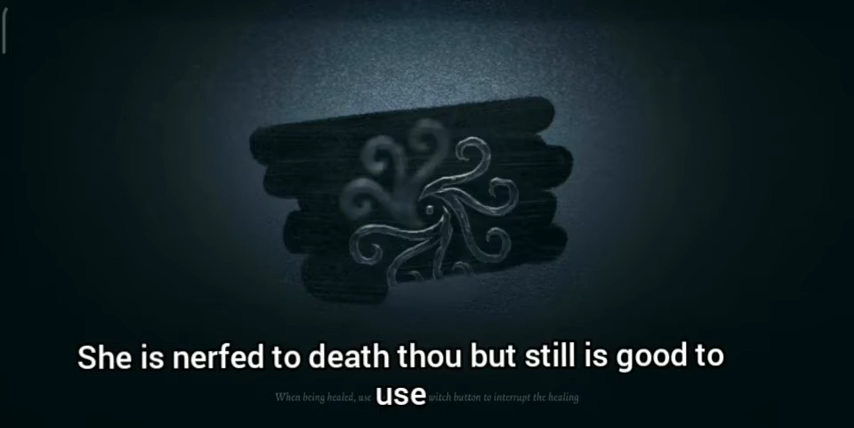 She is nerfed to death thou but still is good to
use
When being healed, use witch button to interrupt the healing